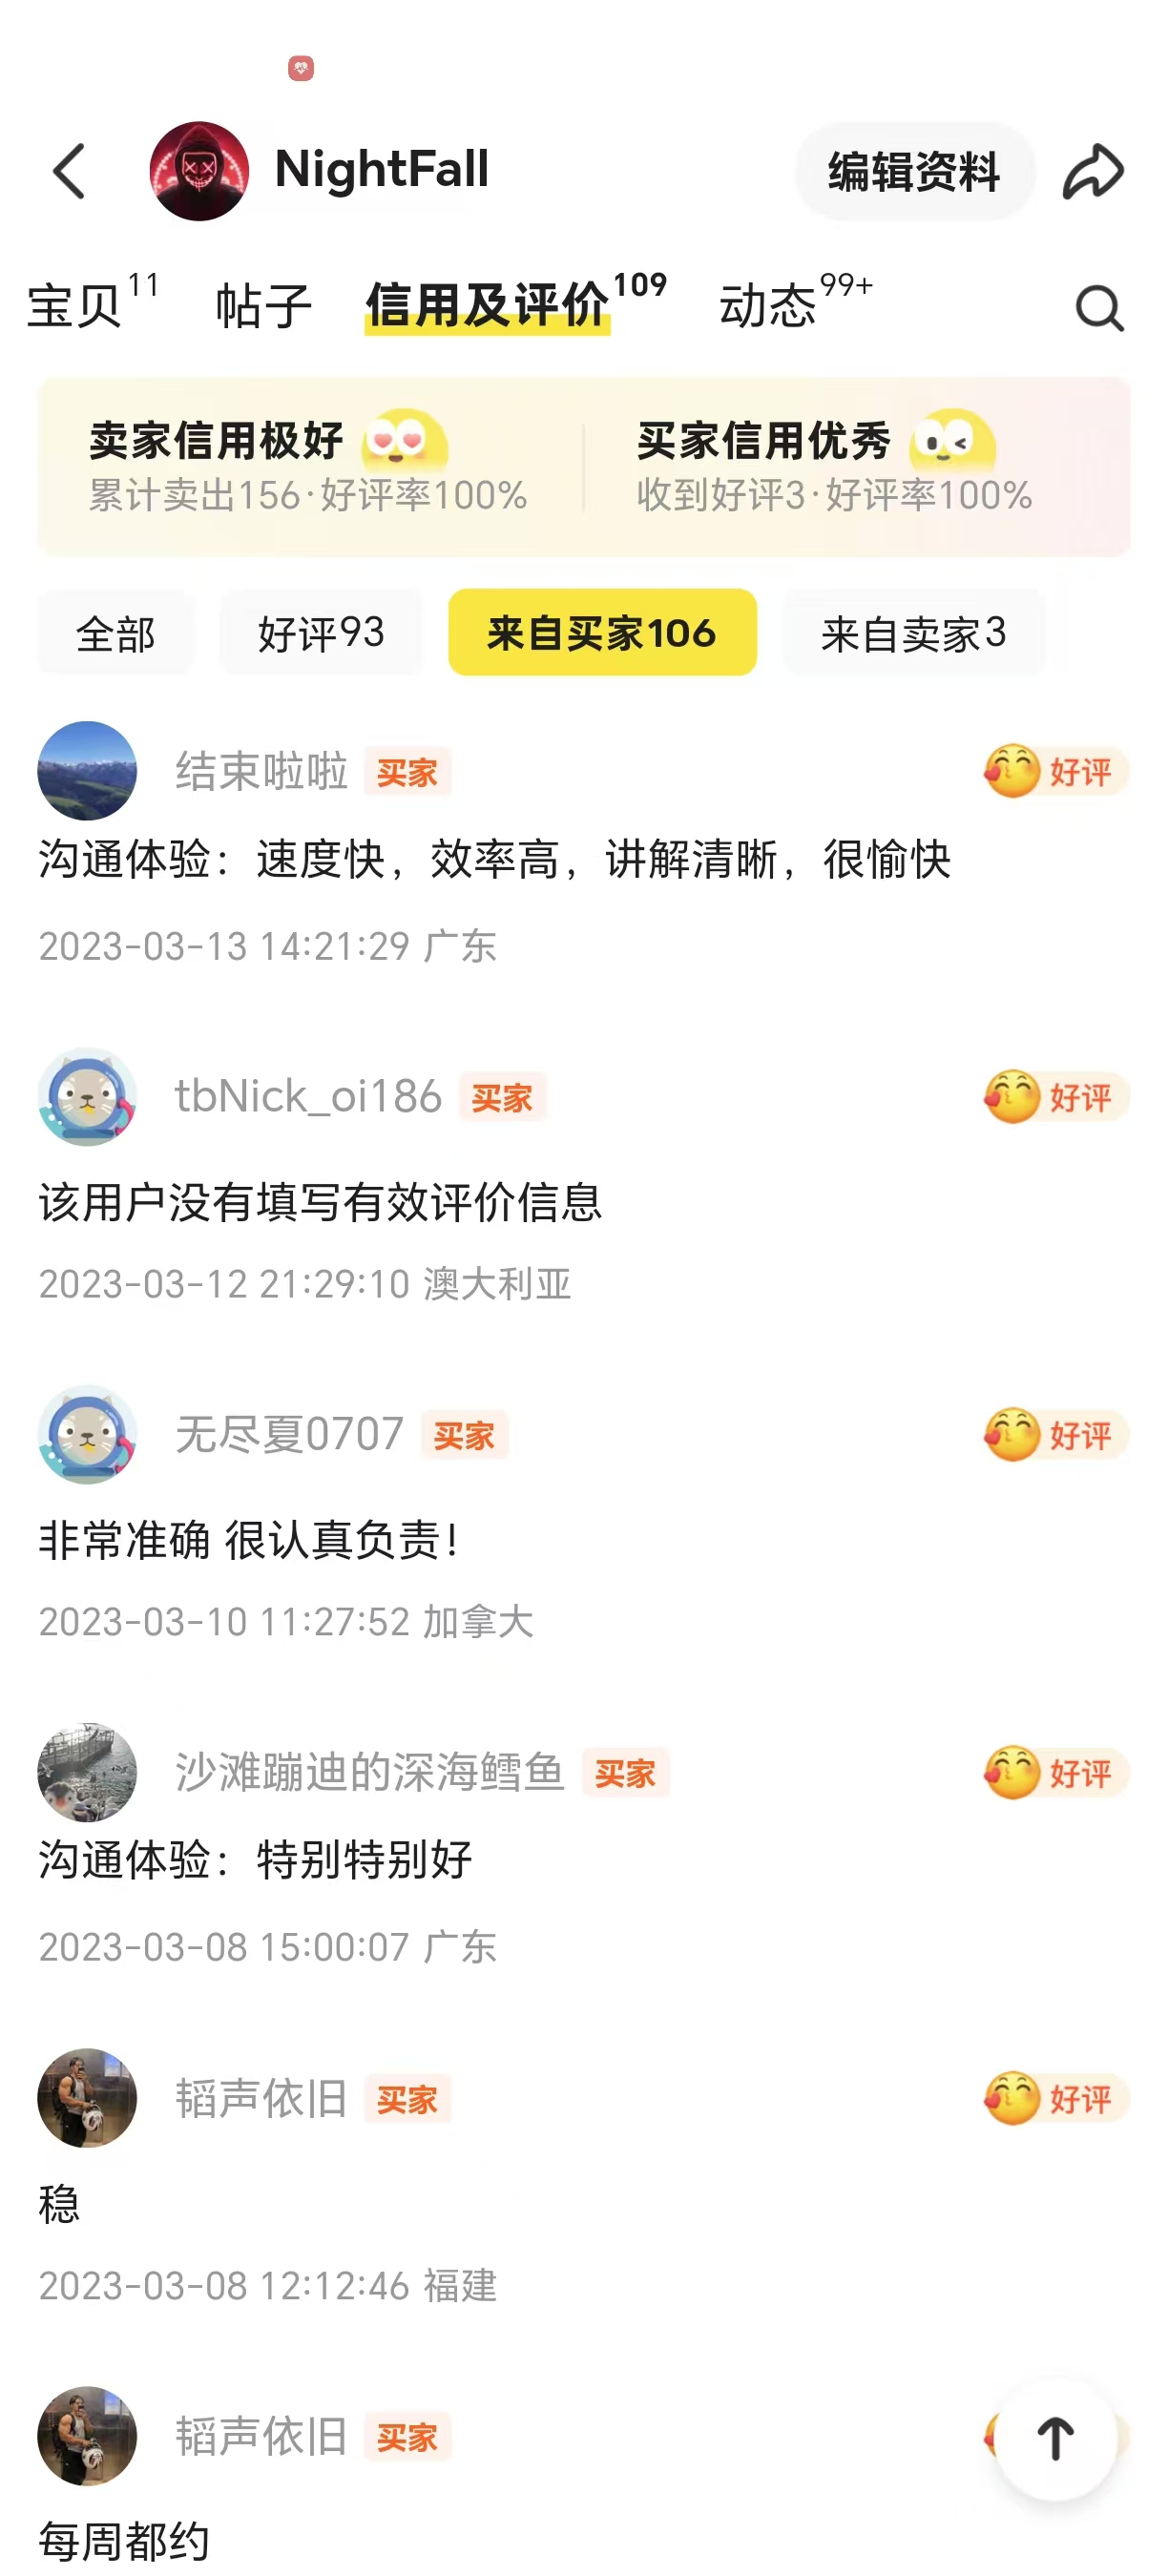 NightFall
编辑资料
宝贝 11 帖子 信用及评价 109 动态 99+
卖家信用极好 买家信用优秀
累计卖出156·好评率100% 收到好评3·好评率100%
全部 好评93 来自买家106 来自卖家3
结束啦啦 买家 好评
沟通体验：速度快，效率高，讲解清晰，很愉快
2023-03-13 14:21:29 广东
tbNick_oi186 买家 好评
该用户没有填写有效评价信息
2023-03-12 21:29:10 澳大利亚
无尽夏0707 买家 好评
非常准确 很认真负责！
2023-03-10 11:27:52 加拿大
沙滩蹦迪的深海鳕鱼 买家 好评
沟通体验：特别特别好
2023-03-08 15:00:07 广东
韬声依旧 买家 好评
稳
2023-03-08 12:12:46 福建
韬声依旧 买家
每周都约